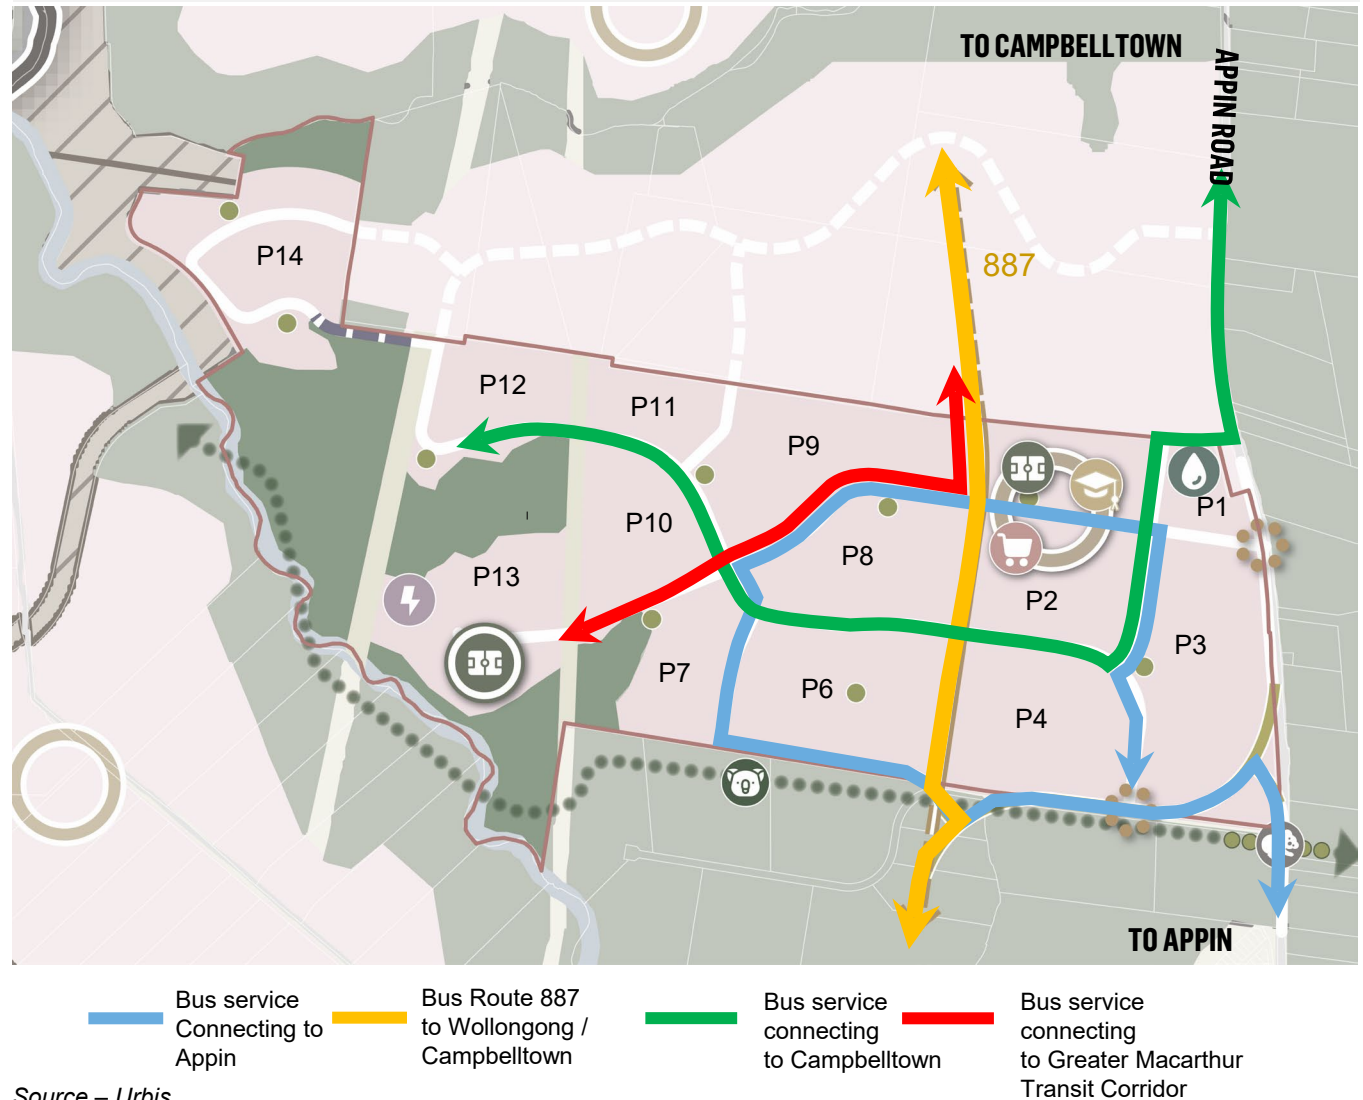 TO CAMPBELLTOWN
APPIN ROAD
887
P14
P12
P11
P9
P1
P10
P8
P13
P2
P3
P7
P6
P4
TO APPIN
Bus service
Connecting to
Appin
Bus Route 887
to Wollongong /
Campbelltown
Bus service
connecting
to Campbelltown
Bus service
connecting
to Greater Macarthur
Transit Corridor
Source – Urbis